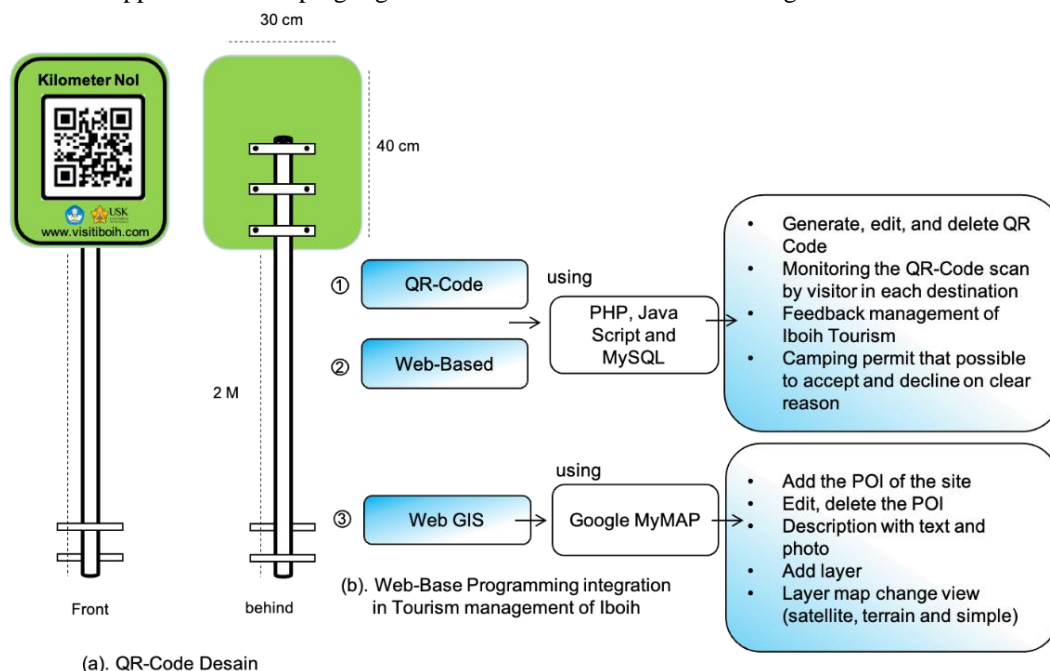 30 cm
Kilometer Nol
USK
www.visitiboih.com
40 cm
2 M
Front
behind
(a). QR-Code Desain
① QR-Code
② Web-Based
using
PHP, Java
Script and
MySQL
• Generate, edit, and delete QR
Code
• Monitoring the QR-Code scan
by visitor in each destination
• Feedback management of
Iboih Tourism
• Camping permit that possible
to accept and decline on clear
reason
③ Web GIS
using
Google MyMAP
• Add the POI of the site
• Edit, delete the POI
• Description with text and
photo
• Add layer
• Layer map change view
(satellite, terrain and simple)
(b). Web-Base Programming integration
in Tourism management of Iboih